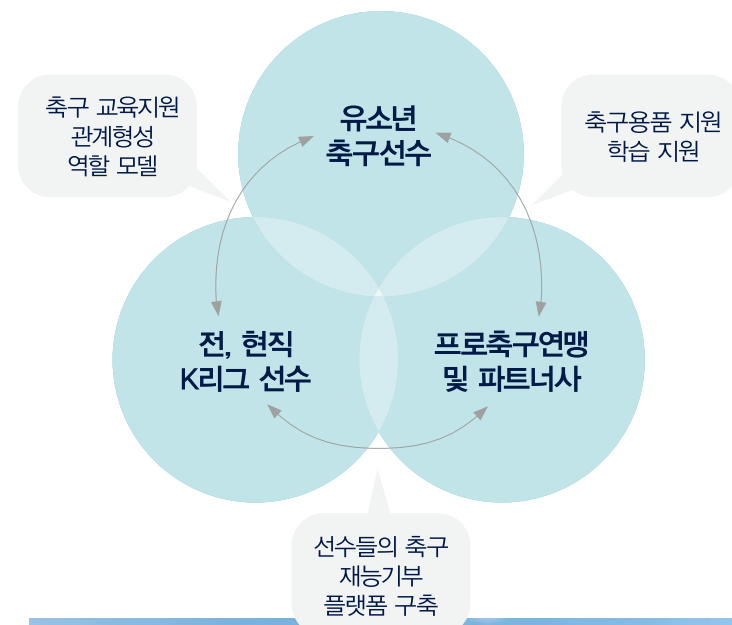 유소년
축구선수
축구 교육지원
관계형성
역할 모델
축구용품 지원
학습 지원
전, 현직
K리그 선수
프로축구연맹
및 파트너사
선수들의 축구
재능기부
플랫폼 구축